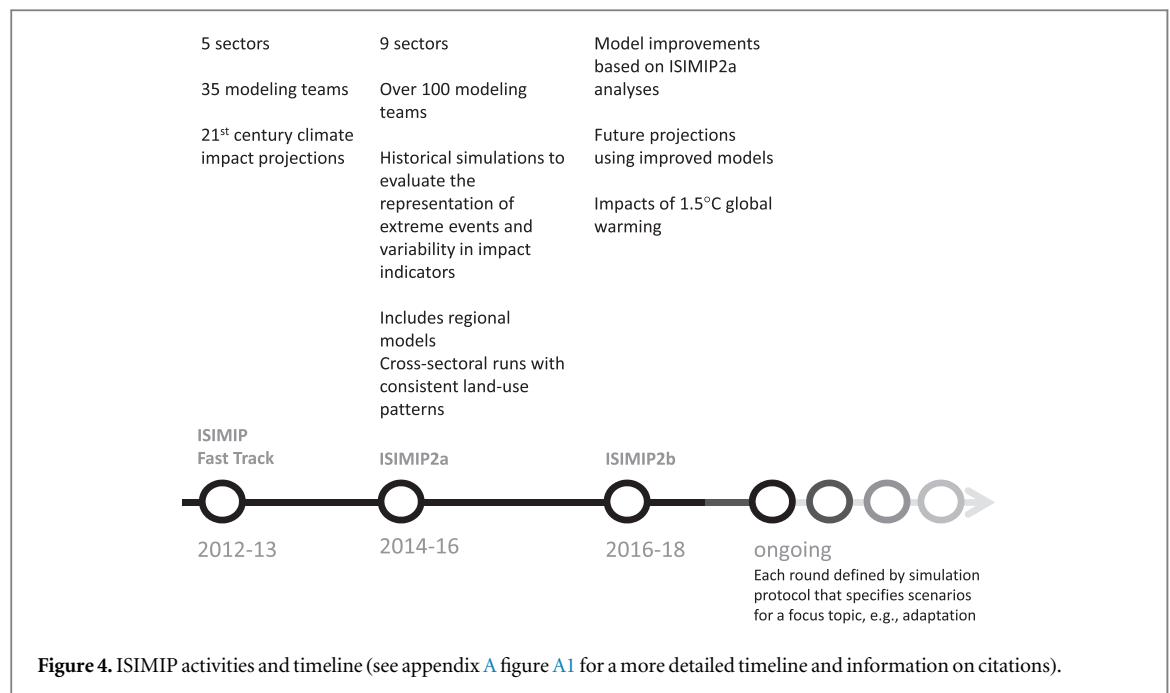 5 sectors
35 modeling teams
21st century climate
impact projections
9 sectors
Over 100 modeling
teams
Historical simulations to
evaluate the
representation of
extreme events and
variability in impact
indicators
Includes regional
models
Cross-sectoral runs with
consistent land-use
patterns
Model improvements
based on ISIMIP2a
analyses
Future projections
using improved models
Impacts of 1.5°C global
warming
ISIMIP
Fast Track
ISIMIP2a
ISIMIP2b
2012-13
2014-16
2016-18
ongoing
Each round defined by simulation
protocol that specifies scenarios
for a focus topic, e.g., adaptation
Figure 4. ISIMIP activities and timeline (see appendix A figure A1 for a more detailed timeline and information on citations).